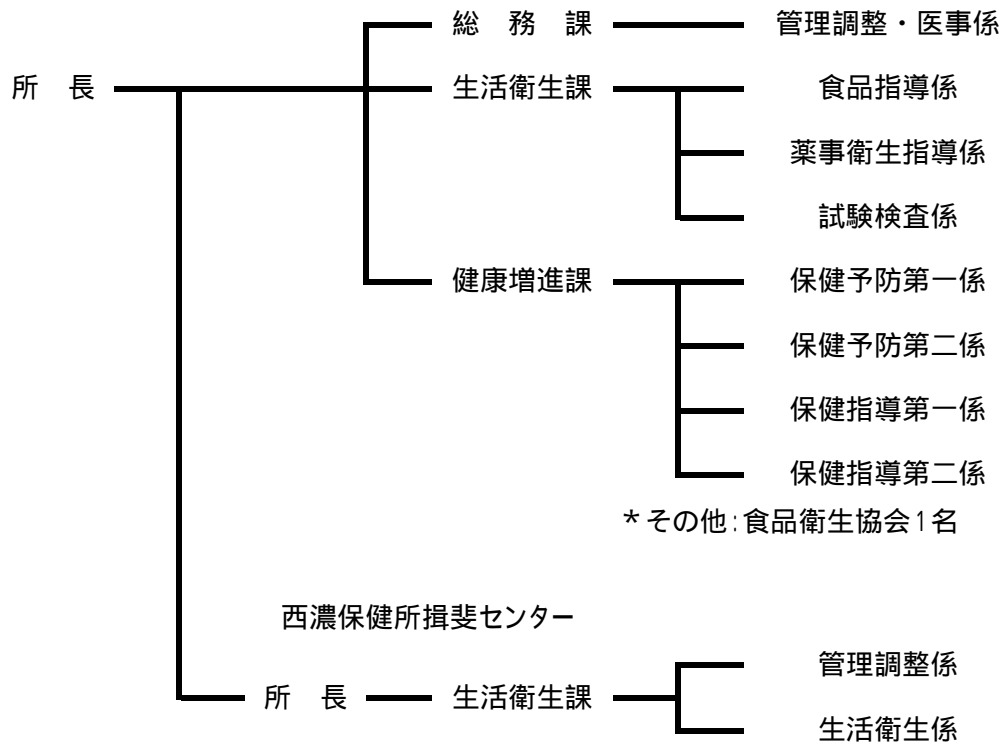 総　務　課　管理調整・医事係
所　長　生活衛生課　食品指導係
薬事衛生指導係
試験検査係
健康増進課　保健予防第一係
保健予防第二係
保健指導第一係
保健指導第二係
*その他:食品衛生協会1名
西濃保健所揖斐センター
管理調整係
所　長　生活衛生課
生活衛生係